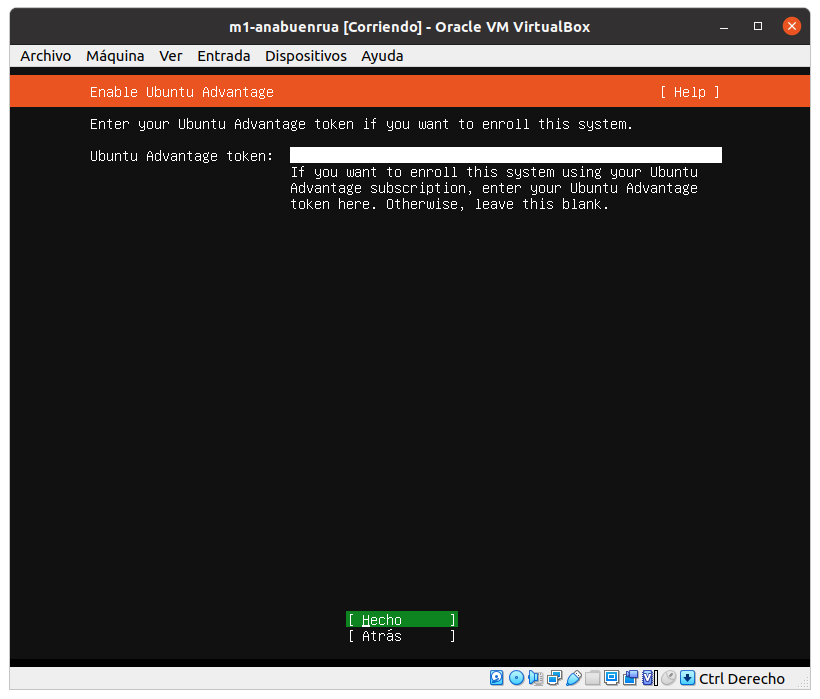 m1-anabuenrua [Corriendo] - Oracle VM VirtualBox
Archivo Máquina Ver Entrada Dispositivos Ayuda
Enable Ubuntu Advantage [ Help ]
Enter your Ubuntu Advantage token if you want to enroll this system.
Ubuntu Advantage token:
If you want to enroll this system using your Ubuntu
Advantage subscription, enter your Ubuntu Advantage
token here. Otherwise, leave this blank.
[ Hecho ]
[ Atrás ]
Ctrl Derecho